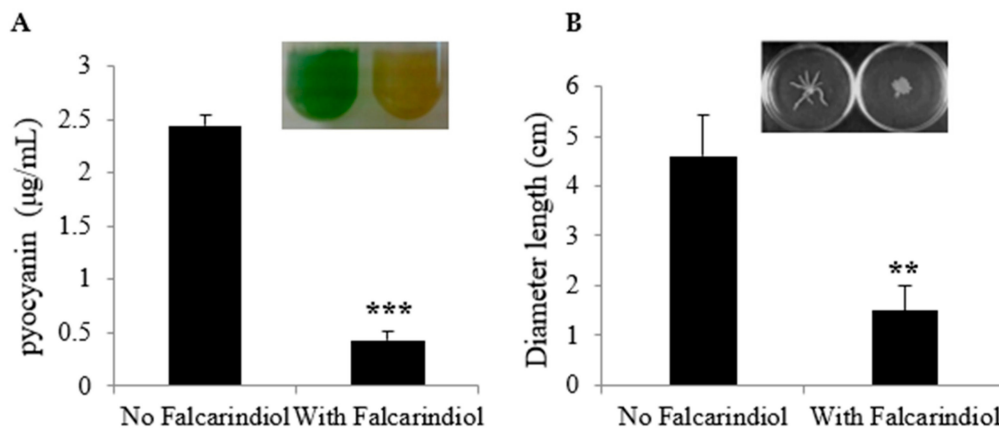 A
pyocyanin (µg/mL)
3
2.5
2
1.5
1
0.5
0
***
No Falcarindiol With Falcarindiol
B
Diameter length (cm)
6
5
4
3
2
1
0
**
No Falcarindiol With Falcarindiol